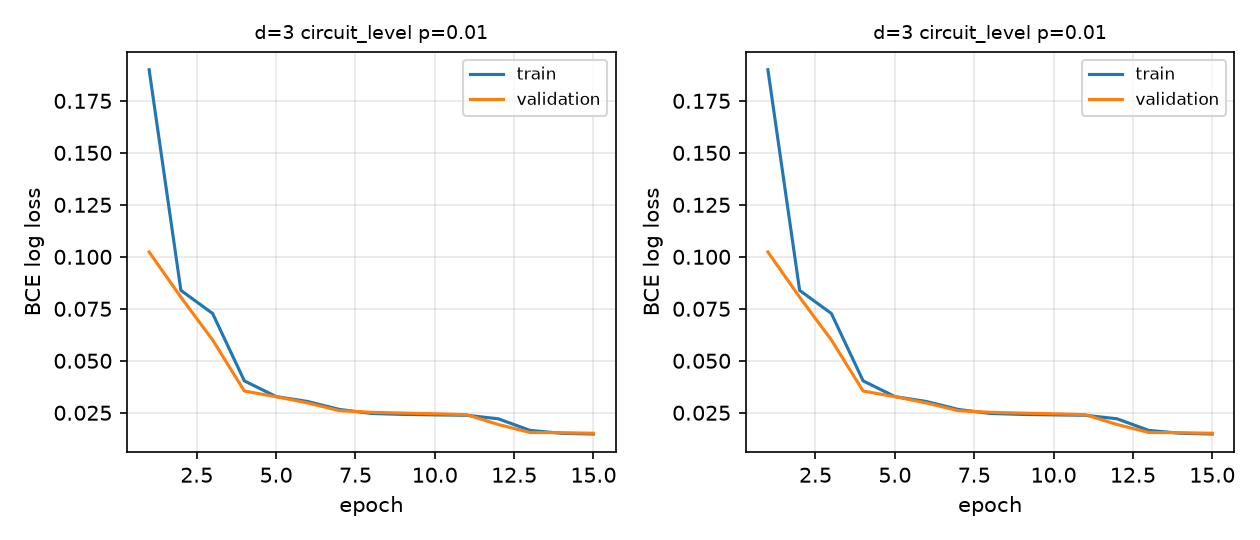 d=3 circuit_level p=0.01
train
validation
0.175
0.150
0.125
0.100
0.075
0.050
0.025
BCE log loss
2.5 5.0 7.5 10.0 12.5 15.0
epoch
d=3 circuit_level p=0.01
train
validation
0.175
0.150
0.125
0.100
0.075
0.050
0.025
BCE log loss
2.5 5.0 7.5 10.0 12.5 15.0
epoch